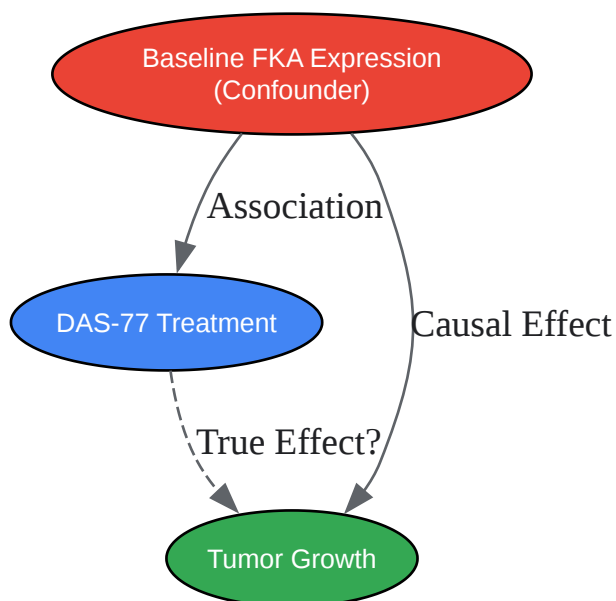 Baseline FKA Expression
(Confounder)
Association
DAS-77 Treatment
Causal Effect
True Effect?
Tumor Growth